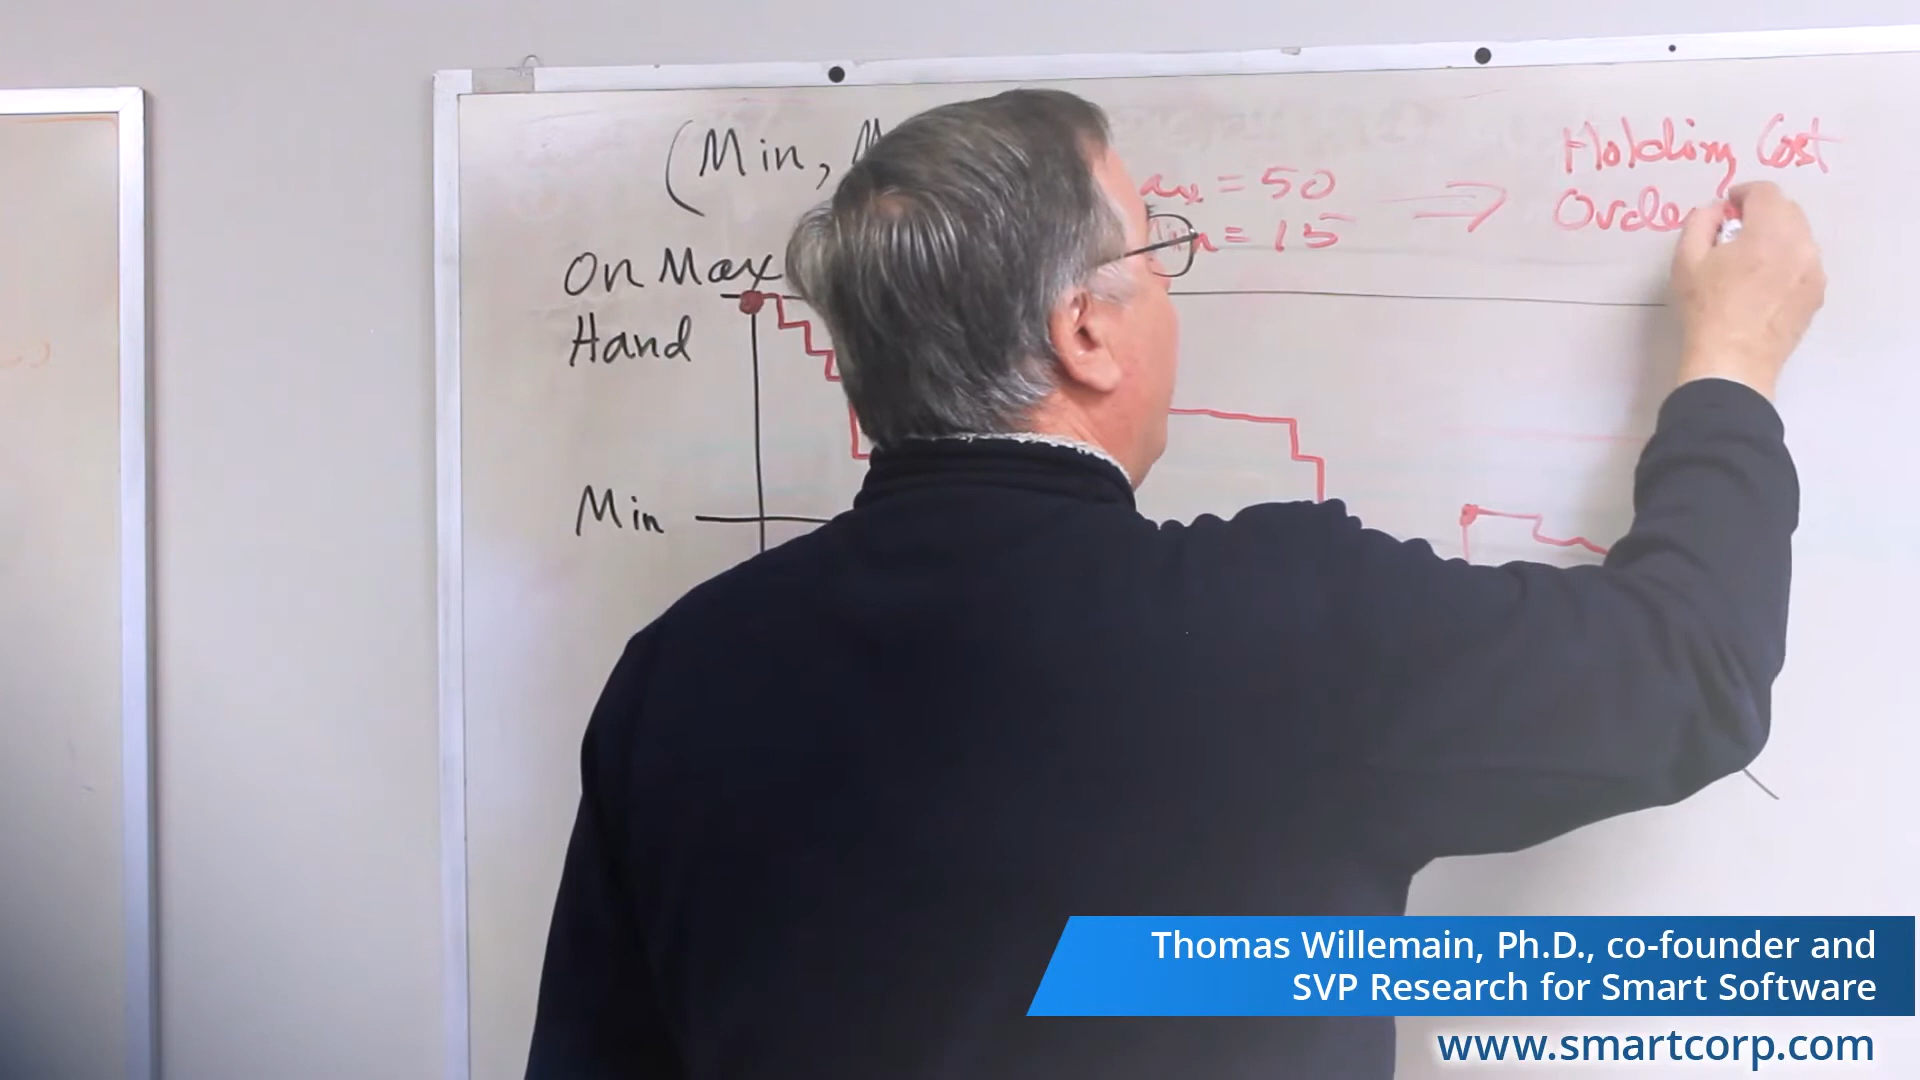 (Min,
= 50
= 15
Holding Cost
On Max
Hand
Min
Thomas Willemain, Ph.D., co-founder and
SVP Research for Smart Software
www.smartcorp.com